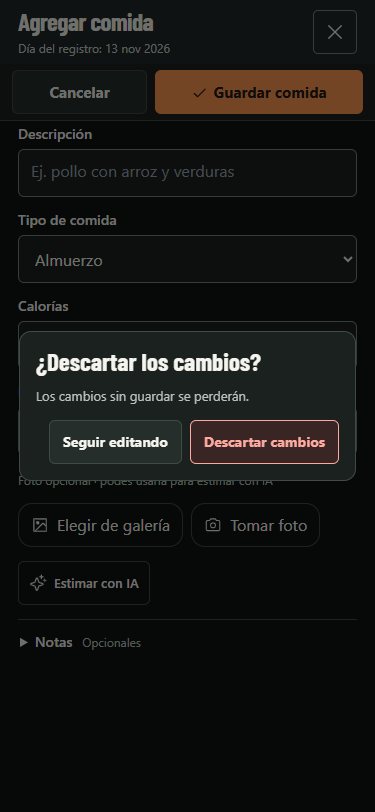 Agregar comida
Día del registro: 13 nov 2026
Cancelar
Guardar comida
Descripción
Ej. pollo con arroz y verduras
Tipo de comida
Almuerzo
Calorías
¿Descartar los cambios?
Los cambios sin guardar se perderán.
Seguir editando
Descartar cambios
Foto opcional · podés usarla para estimar con IA
Elegir de galería
Tomar foto
Estimar con IA
Notas Opcionales